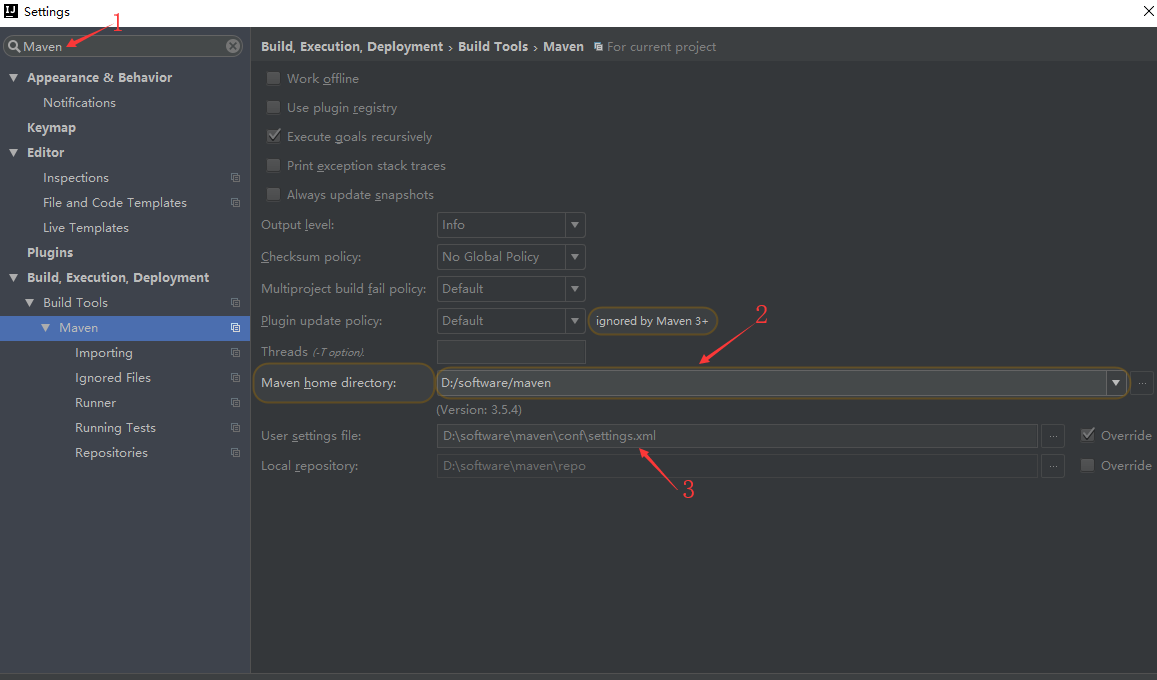 Settings
1
Maven
Build, Execution, Deployment › Build Tools › Maven For current project
Appearance & Behavior
Notifications
Keymap
Editor
Inspections
File and Code Templates
Live Templates
Plugins
Build, Execution, Deployment
Build Tools
Maven
Importing
Ignored Files
Runner
Running Tests
Repositories
Work offline
Use plugin registry
Execute goals recursively
Print exception stack traces
Always update snapshots
Output level: Info
Checksum policy: No Global Policy
Multiproject build fail policy: Default
Plugin update policy: Default ignored by Maven 3+
2
Threads (-T option):
Maven home directory: D:/software/maven ...
(Version: 3.5.4)
User settings file: D:\software\maven\conf\settings.xml ... Override
Local repository: D:\software\maven\repo ... Override
3